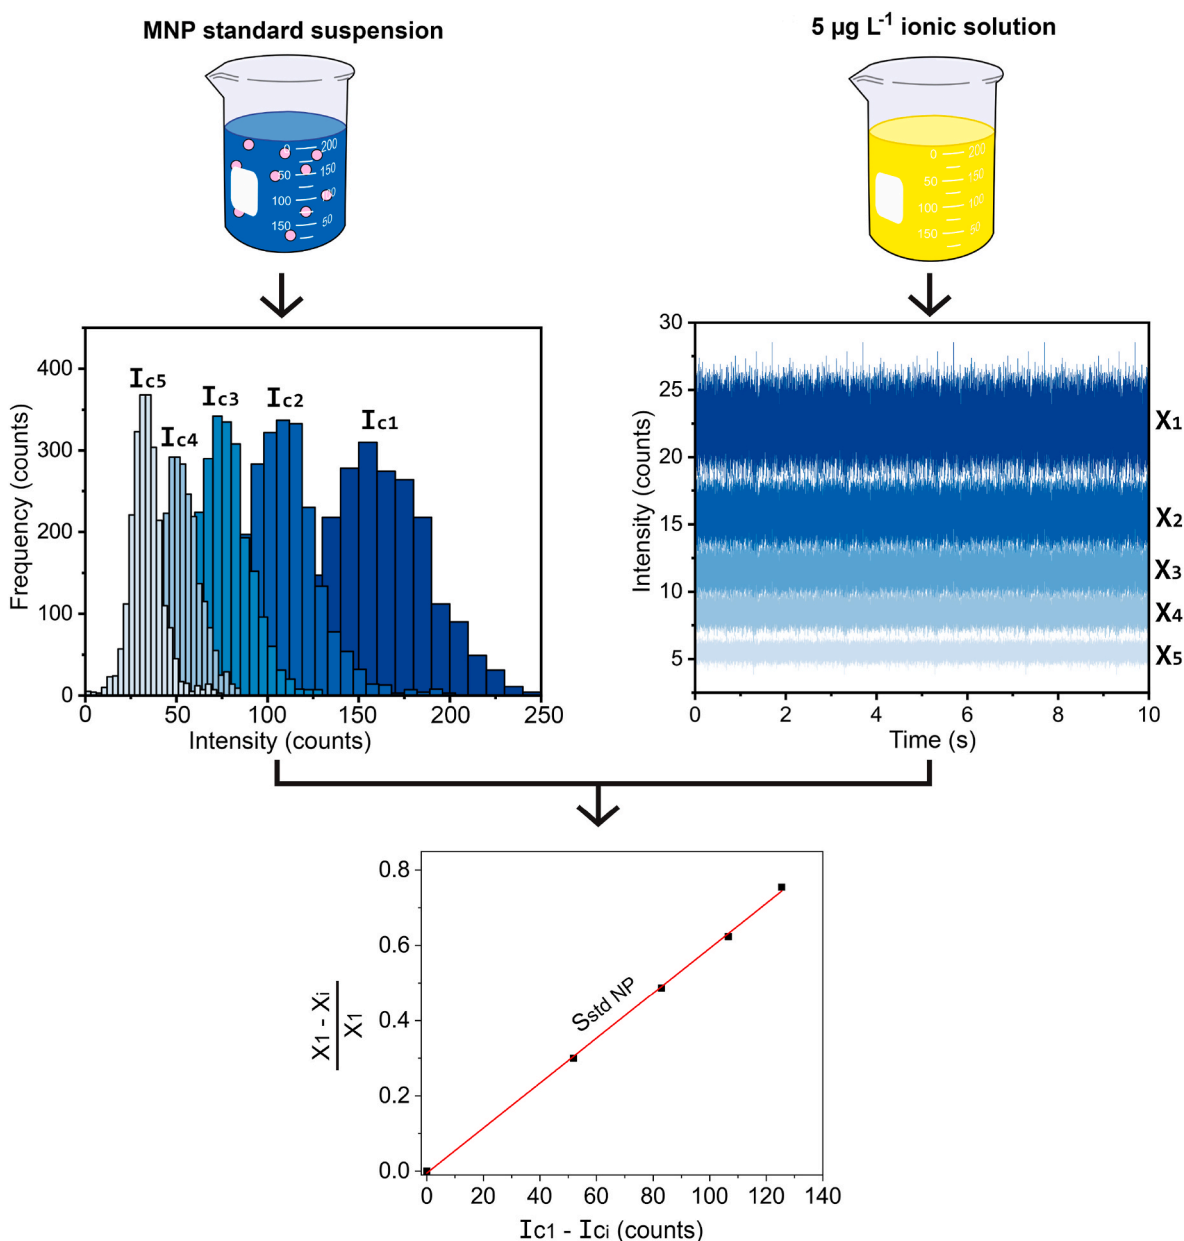 MNP standard suspension
5 µg L-1 ionic solution
0 200
50 150
100
150 50
0 200
50 150
100 100
150 50
Frequency (counts)
400
300
200
100
0
Ic5
Ic4
Ic3
Ic2
Ic1
0 50 100 150 200 250
Intensity (counts)
Intensity (counts)
30
25
20
15
10
5
X1
X2
X3
X4
X5
0 2 4 6 8 10
Time (s)
X1 - Xi
X1
0.8
0.6
0.4
0.2
0.0
Sstd NP
0 20 40 60 80 100 120 140
Ic1 - Ici (counts)